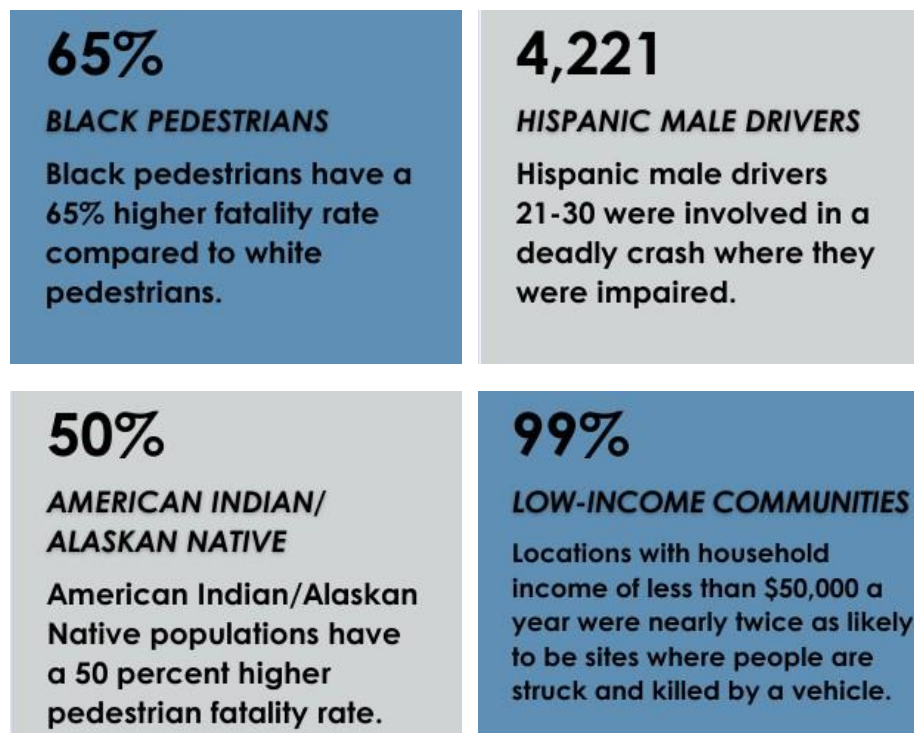 65%
BLACK PEDESTRIANS
Black pedestrians have a
65% higher fatality rate
compared to white
pedestrians.
4,221
HISPANIC MALE DRIVERS
Hispanic male drivers
21-30 were involved in a
deadly crash where they
were impaired.
50%
AMERICAN INDIAN/
ALASKAN NATIVE
American Indian/Alaskan
Native populations have
a 50 percent higher
pedestrian fatality rate.
99%
LOW-INCOME COMMUNITIES
Locations with household
income of less than $50,000 a
year were nearly twice as likely
to be sites where people are
struck and killed by a vehicle.